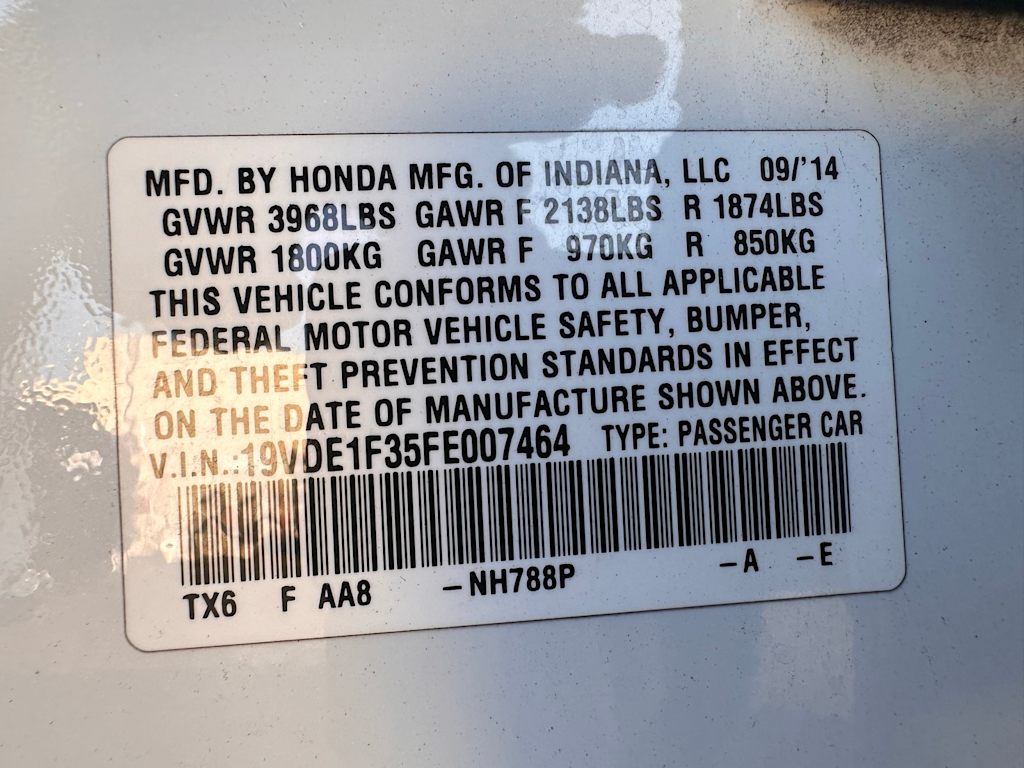 MFD. BY HONDA MFG. OF INDIANA, LLC 09/'14
GVWR 3968LBS GAWR F 2138LBS R 1874LBS
GVWR 1800KG GAWR F 970KG R 850KG
THIS VEHICLE CONFORMS TO ALL APPLICABLE
FEDERAL MOTOR VEHICLE SAFETY, BUMPER,
AND THEFT PREVENTION STANDARDS IN EFFECT
ON THE DATE OF MANUFACTURE SHOWN ABOVE.
V.I.N.:19VDE1F35FE007464 TYPE: PASSENGER CAR
TX6 F AA8 -NH788P -A -E